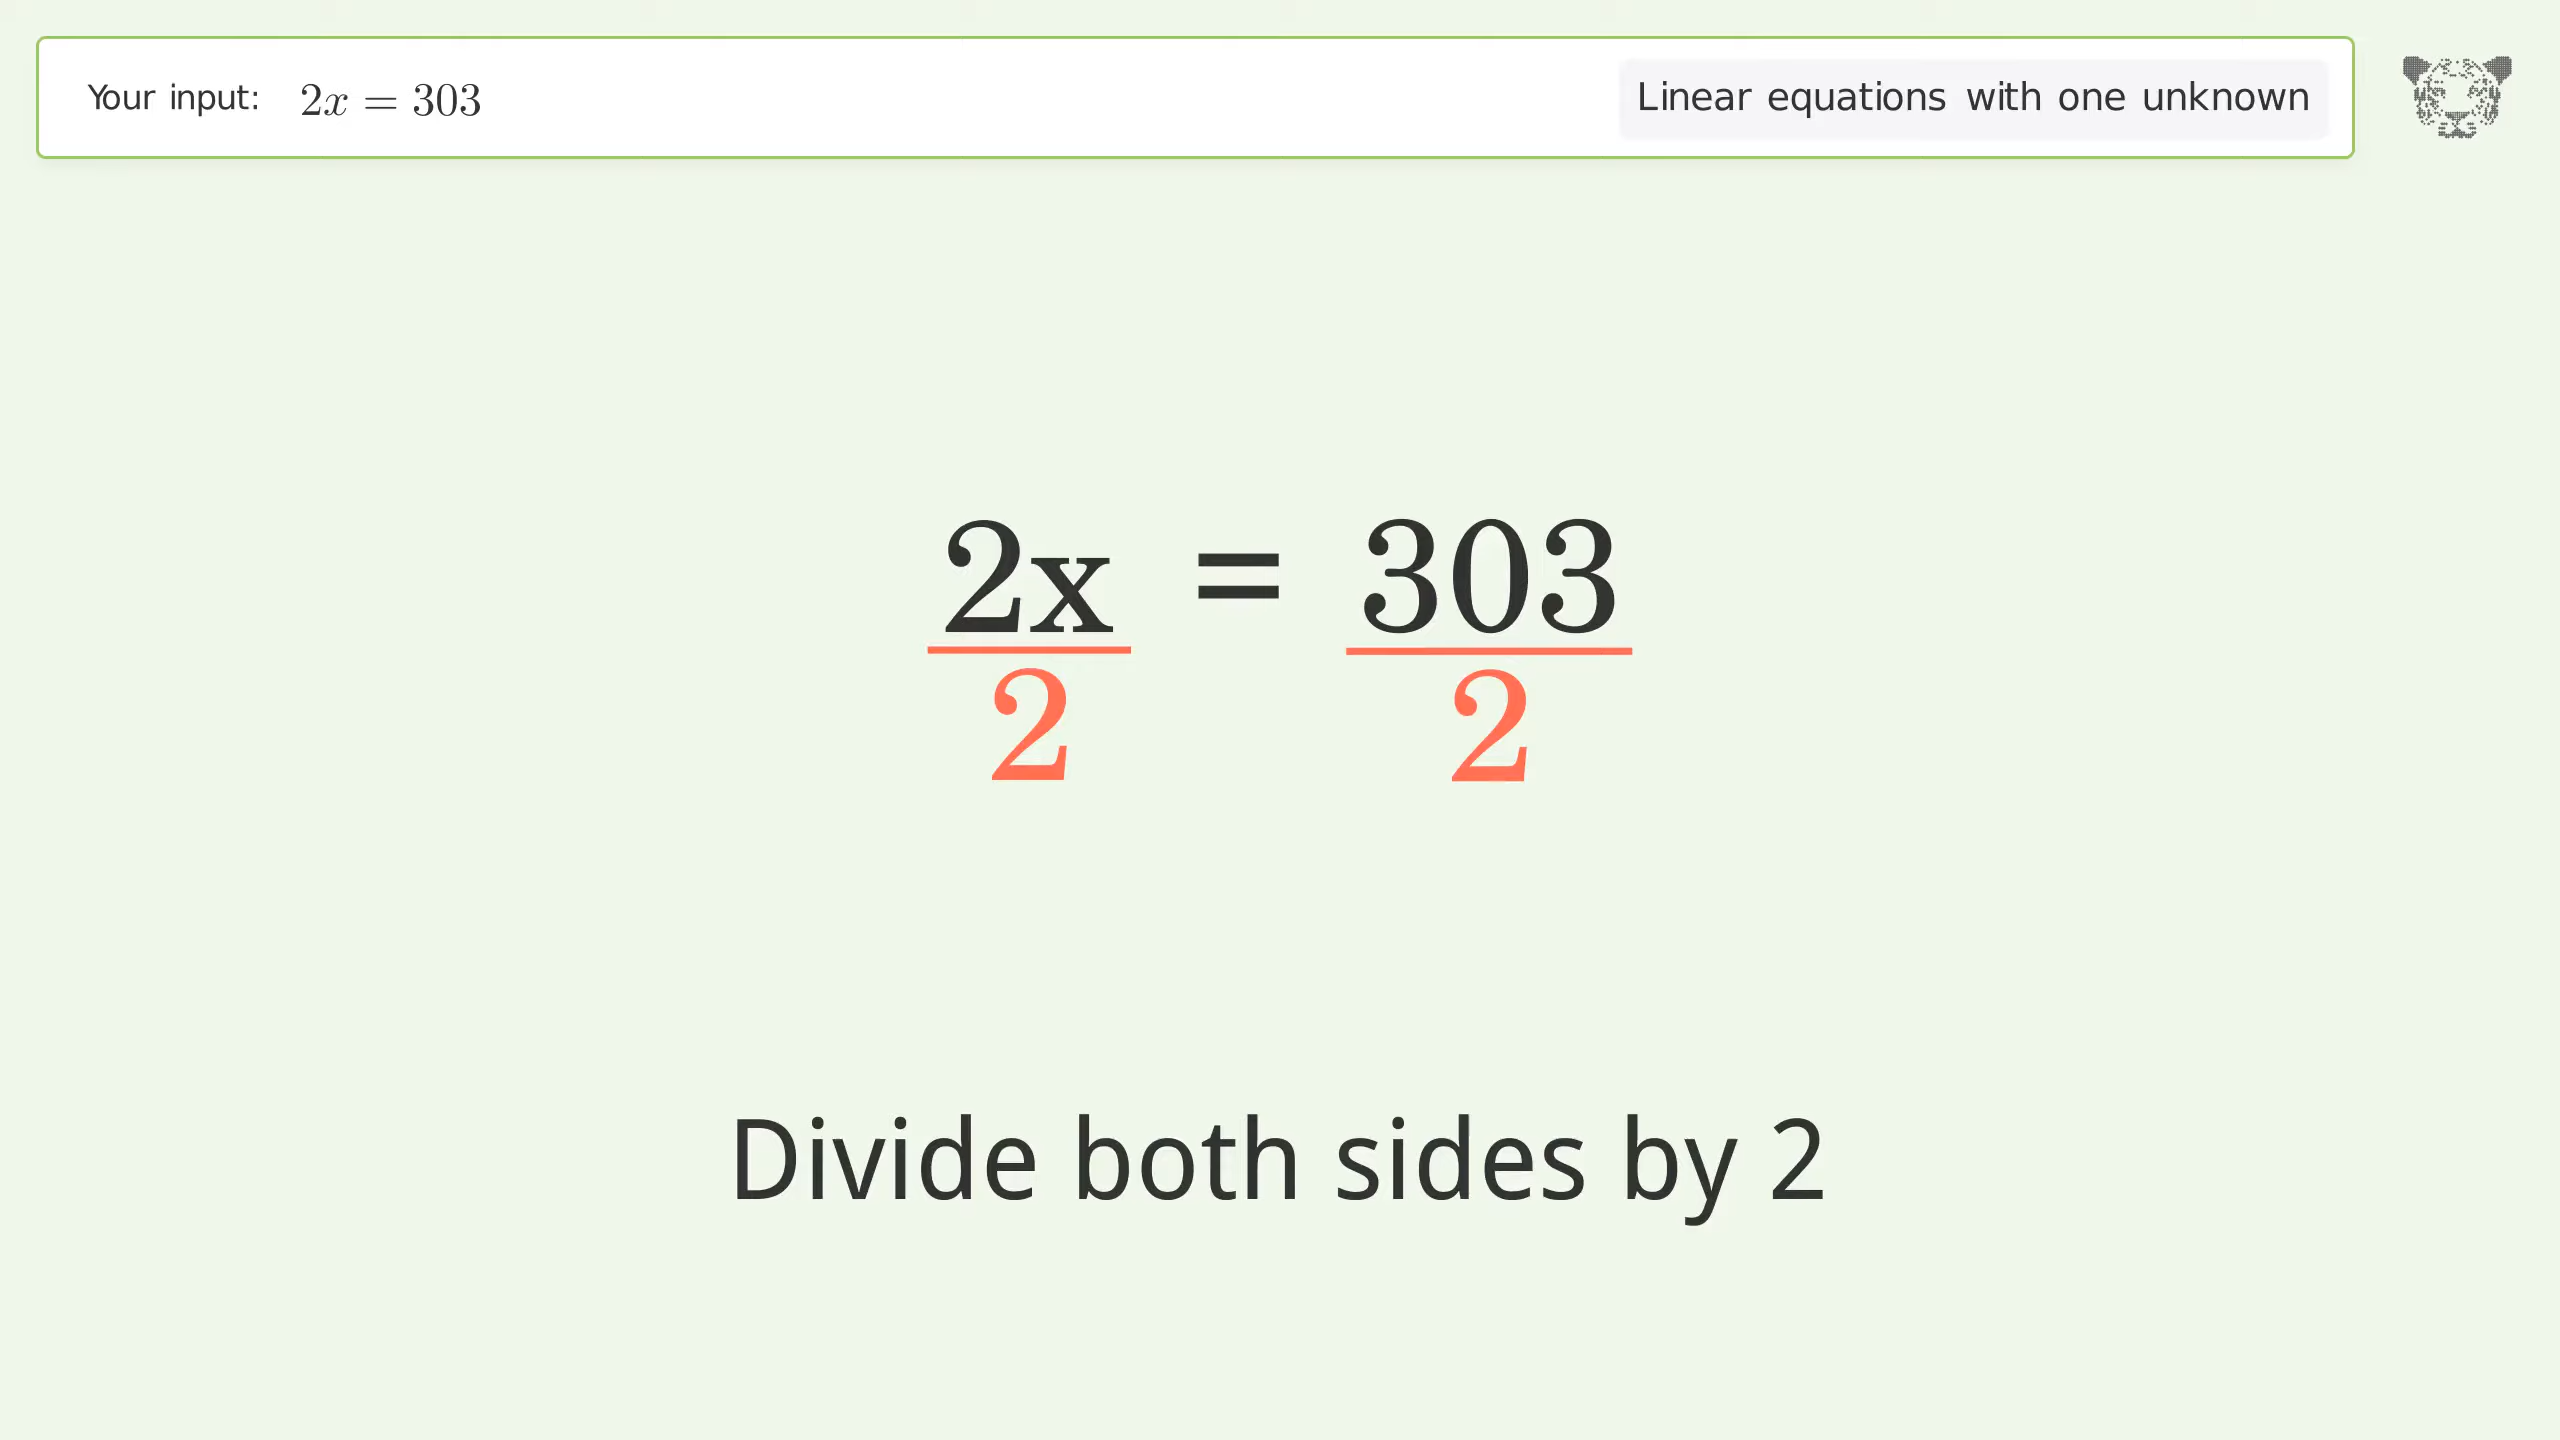 Your input: 2x = 303
Linear equations with one unknown
2x/2 = 303/2
Divide both sides by 2